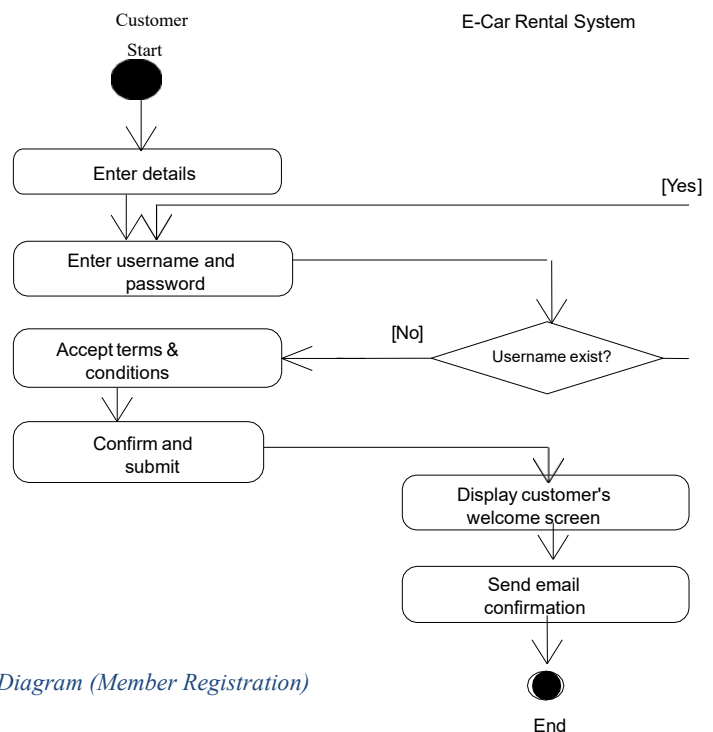 Customer
E-Car Rental System
Start
Enter details
[Yes]
Enter username and
password
[No]
Username exist?
Accept terms &
conditions
Confirm and
submit
Display customer's
welcome screen
Send email
confirmation
Diagram (Member Registration)
End